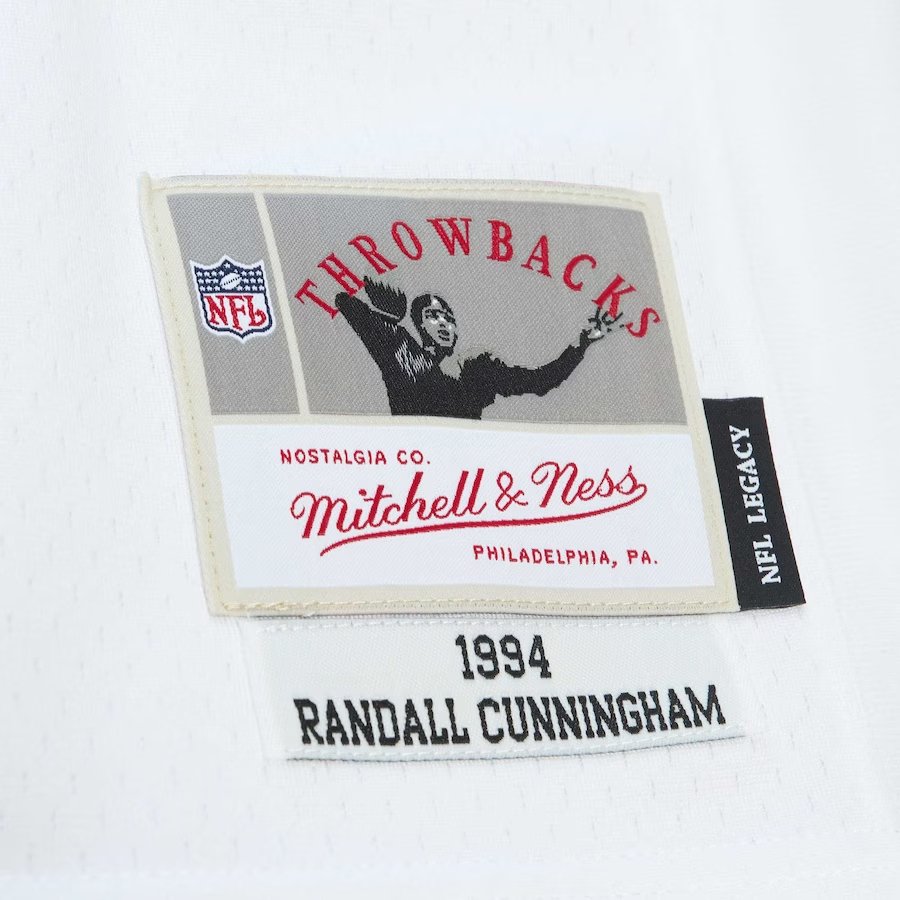 THROWBACKS
NFL
NOSTALGIA CO.
Mitchell & Ness
PHILADELPHIA, PA.
NFL LEGACY
1994
RANDALL CUNNINGHAM